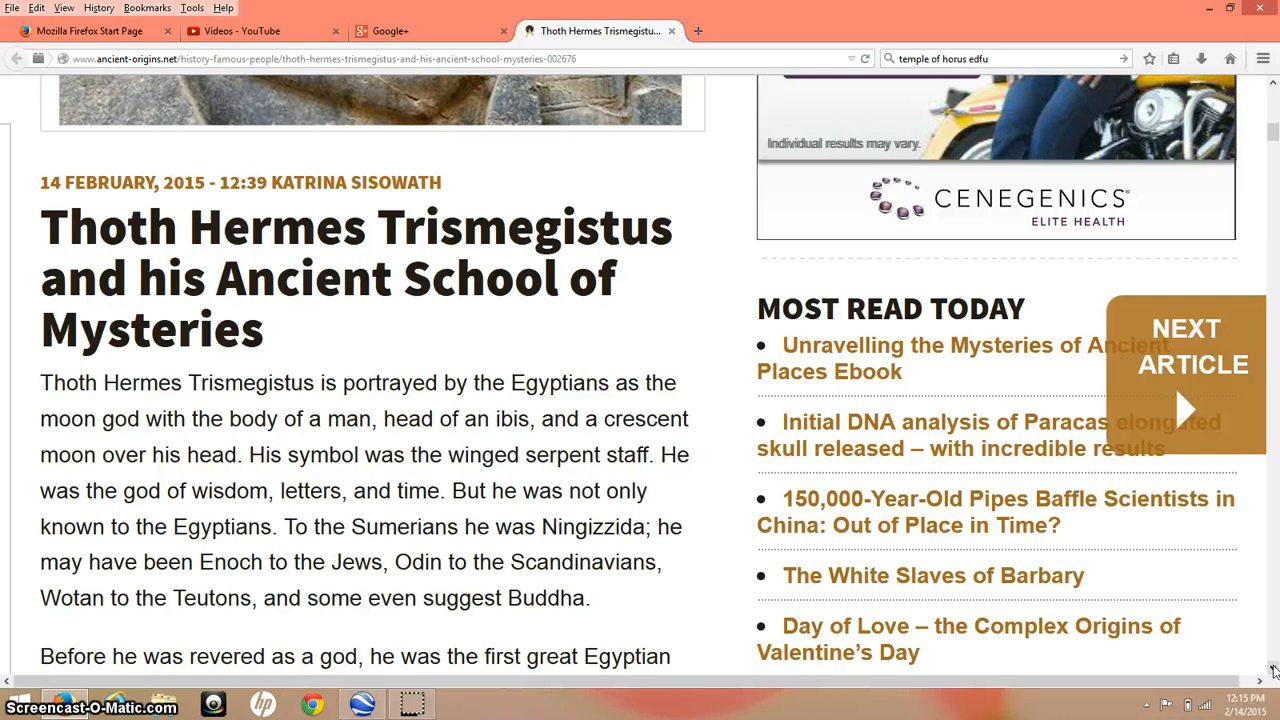 File Edit View History Bookmarks Tools Help
Mozilla Firefox Start Page
Videos - YouTube
Google+
Thoth Hermes Trismegistu...
www.ancient-origins.net/history-famous-people/thoth-hermes-trismegistus-and-his-ancient-school-mysteries-002676
temple of horus edfu
Individual results may vary.
CENEGENICS
ELITE HEALTH
14 FEBRUARY, 2015 - 12:39 KATRINA SISOWATH
Thoth Hermes Trismegistus
and his Ancient School of
Mysteries
Thoth Hermes Trismegistus is portrayed by the Egyptians as the
moon god with the body of a man, head of an ibis, and a crescent
moon over his head. His symbol was the winged serpent staff. He
was the god of wisdom, letters, and time. But he was not only
known to the Egyptians. To the Sumerians he was Ningizzida; he
may have been Enoch to the Jews, Odin to the Scandinavians,
Wotan to the Teutons, and some even suggest Buddha.
Before he was revered as a god, he was the first great Egyptian
MOST READ TODAY
Unravelling the Mysteries of Ancient
Places Ebook
Initial DNA analysis of Paracas elongated
skull released – with incredible results
150,000-Year-Old Pipes Baffle Scientists in
China: Out of Place in Time?
The White Slaves of Barbary
Day of Love – the Complex Origins of
Valentine's Day
NEXT
ARTICLE
Screencast-O-Matic.com
hp
12:15 PM
2/14/2015